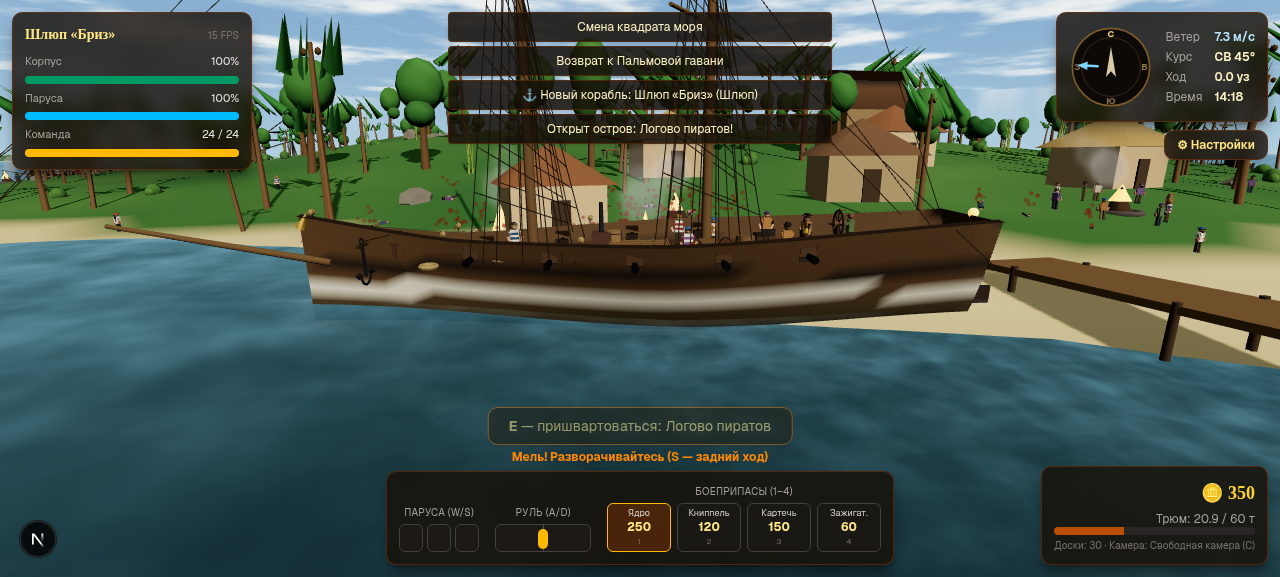 Шлюп «Бриз»
15 FPS
Корпус
100%
Паруса
100%
Команда
24 / 24
Смена квадрата моря
Возврат к Пальмовой гавани
⚓ Новый корабль: Шлюп «Бриз» (Шлюп)
Открыт остров: Логово пиратов!
С
З
В
Ю
Ветер 7.3 м/с
Курс СВ 45°
Ход 0.0 уз
Время 14:18
⚙ Настройки
E — пришвартоваться: Логово пиратов
Мель! Разворачивайтесь (S — задний ход)
ПАРУСА (W/S)
РУЛЬ (A/D)
БОЕПРИПАСЫ (1–4)
Ядро
250
1
Книппель
120
2
Картечь
150
3
Зажигат.
60
4
350
Трюм: 20.9 / 60 т
Доски: 30 · Камера: Свободная камера (C)
N